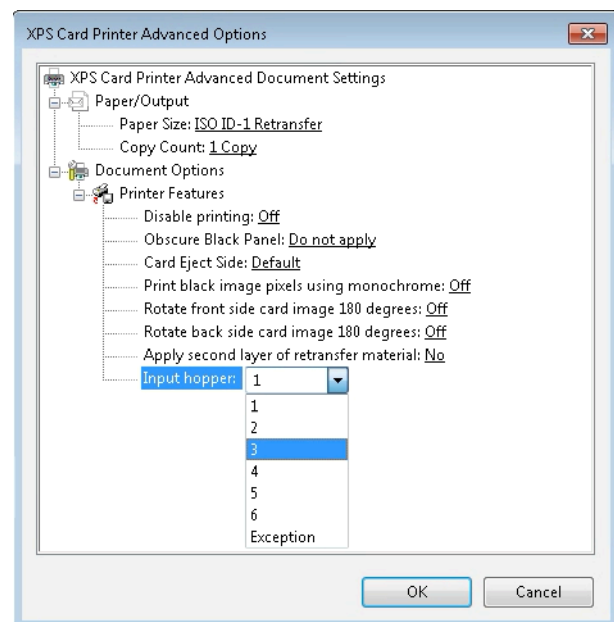 XPS Card Printer Advanced Options
XPS Card Printer Advanced Document Settings
Paper/Output
Paper Size: ISO ID-1 Retransfer
Copy Count: 1 Copy
Document Options
Printer Features
Disable printing: Off
Obscure Black Panel: Do not apply
Card Eject Side: Default
Print black image pixels using monochrome: Off
Rotate front side card image 180 degrees: Off
Rotate back side card image 180 degrees: Off
Apply second layer of retransfer material: No
Input hopper: 1
1
2
3
4
5
6
Exception
OK Cancel